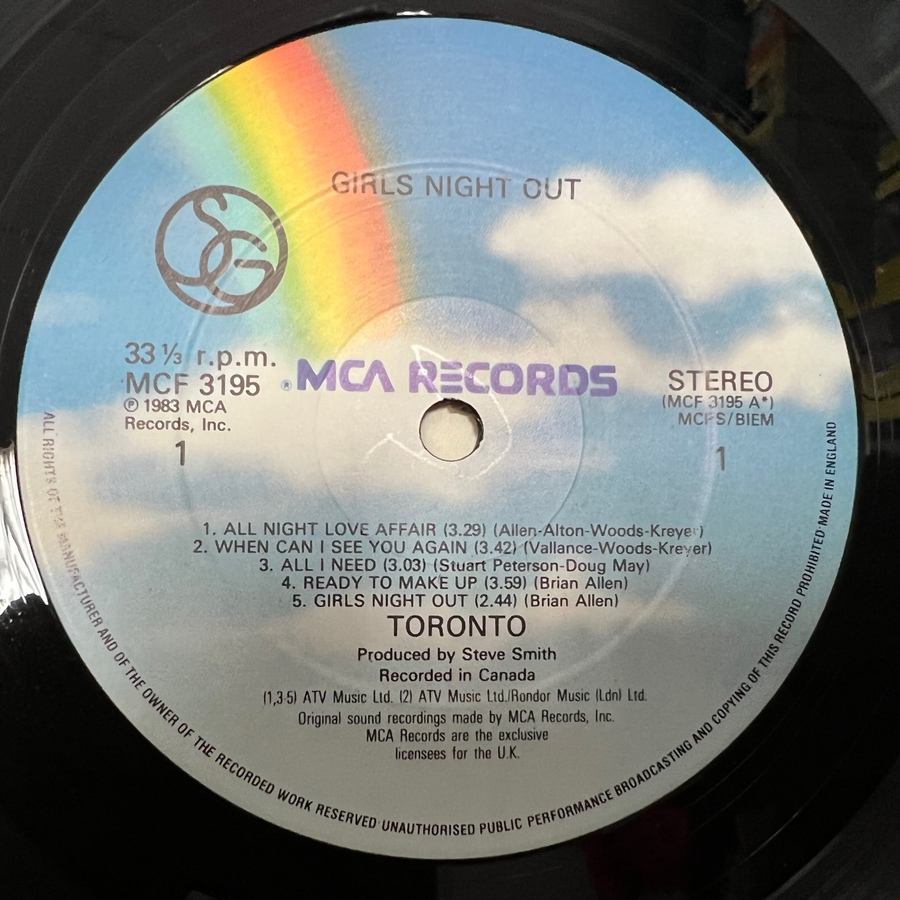 GIRLS NIGHT OUT
SG
33⅓ r.p.m.
MCF 3195
℗ 1983 MCA
Records, Inc.
1
®MCA RECORDS
STEREO
(MCF 3195 A*)
MCPS/BIEM
1
1. ALL NIGHT LOVE AFFAIR (3.29) (Allen-Alton-Woods-Kreyer)
2. WHEN CAN I SEE YOU AGAIN (3.42) (Vallance-Woods-Kreyer)
3. ALL I NEED (3.03) (Stuart Peterson-Doug May)
4. READY TO MAKE UP (3.59) (Brian Allen)
5. GIRLS NIGHT OUT (2.44) (Brian Allen)
TORONTO
Produced by Steve Smith
Recorded in Canada
(1,3-5) ATV Music Ltd. (2) ATV Music Ltd./Rondor Music (Ldn) Ltd.
Original sound recordings made by MCA Records, Inc.
MCA Records are the exclusive
licensees for the U.K.
ALL RIGHTS OF THE MANUFACTURER AND OF THE OWNER OF THE RECORDED WORK RESERVED UNAUTHORISED PUBLIC PERFORMANCE BROADCASTING AND COPYING OF THIS RECORD PROHIBITED MADE IN ENGLAND